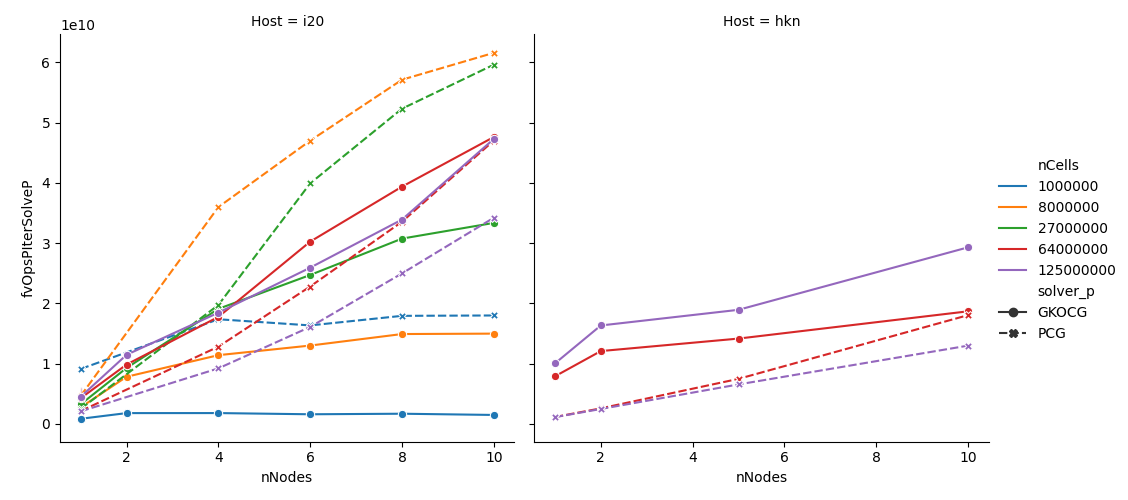 1e10
Host = i20
Host = hkn
6
5
4
3
2
1
0
fvOpsPIterSolveP
2
4
6
8
10
nNodes
2
4
6
8
10
nNodes
nCells
1000000
8000000
27000000
64000000
125000000
solver_p
GKOCG
PCG